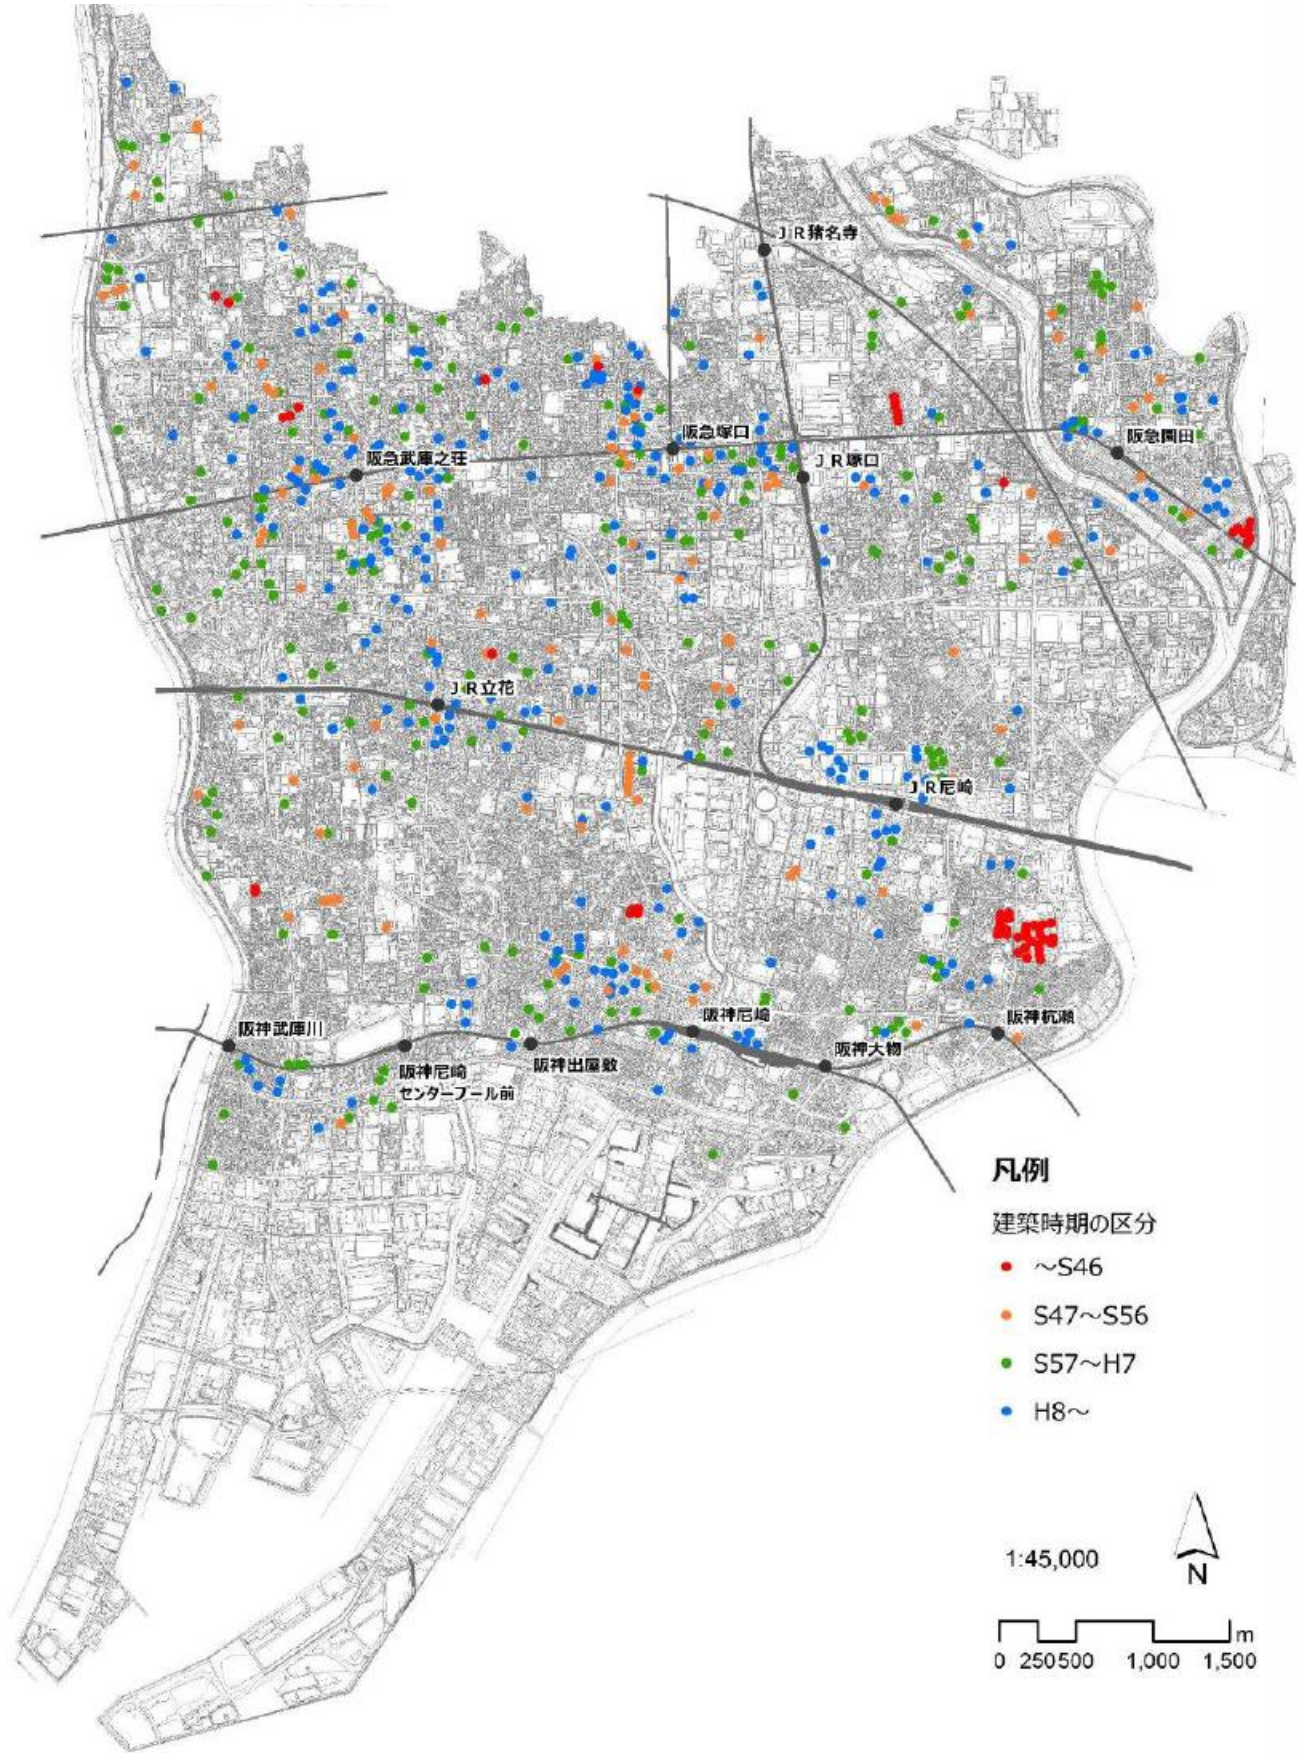 JR猪名寺
阪急塚口
阪急園田
阪急武庫之荘
JR塚口
JR立花
JR尼崎
阪神尼崎
阪神杭瀬
阪神武庫川
阪神大物
阪神出屋敷
阪神尼崎
センタープール前
凡例
建築時期の区分
～S46
S47～S56
S57～H7
H8～
1:45,000
N
m
0 250 500 1,000 1,500